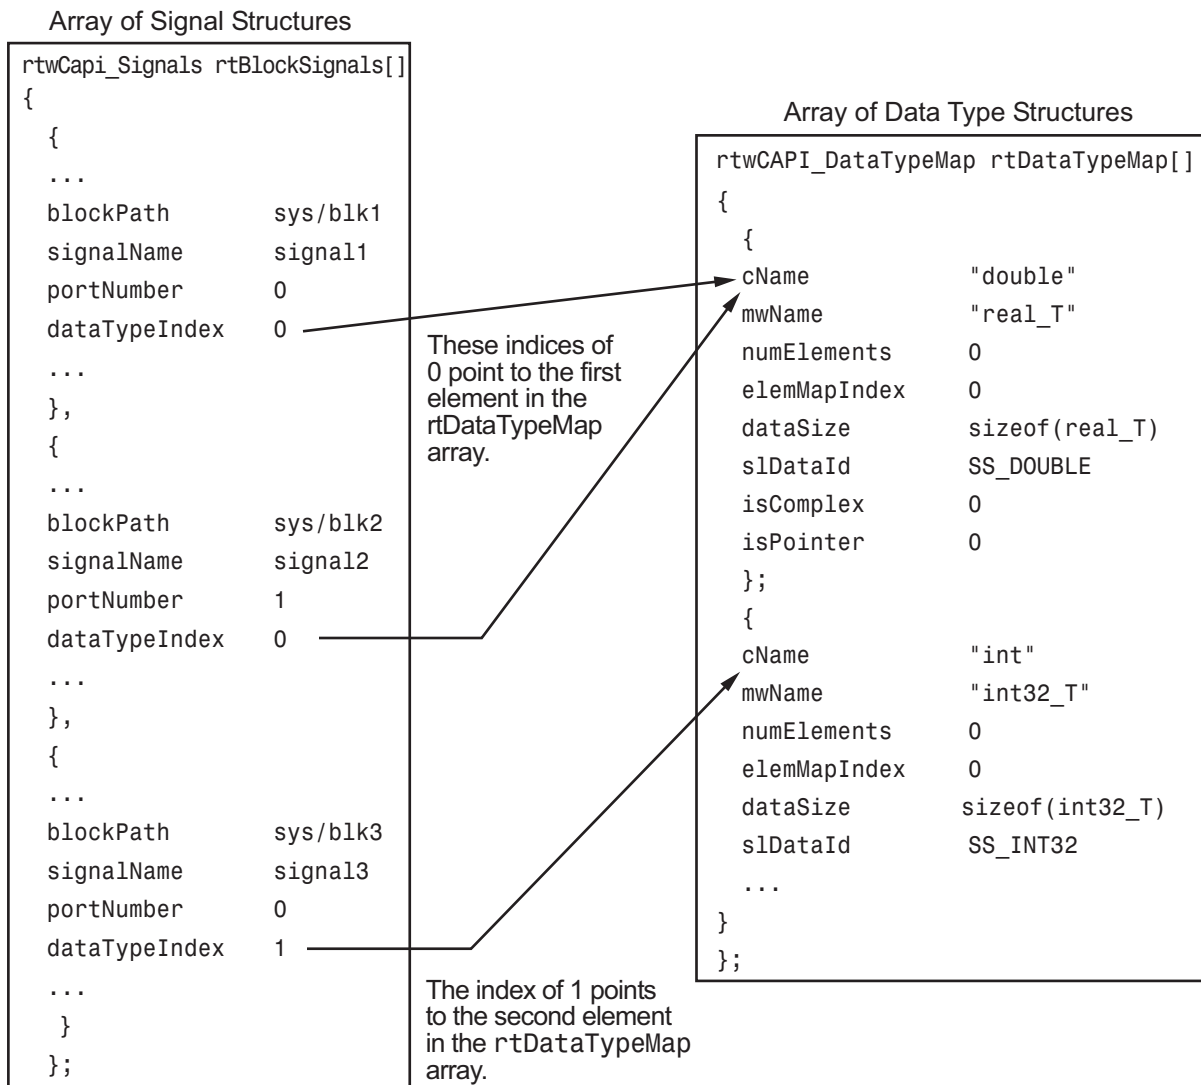 Array of Signal Structures
rtwCapi_Signals rtBlockSignals[]
{
{
...
blockPath sys/blk1
signalName signal1
portNumber 0
dataTypeIndex 0
...
},
{
...
blockPath sys/blk2
signalName signal2
portNumber 1
dataTypeIndex 0
...
},
{
...
blockPath sys/blk3
signalName signal3
portNumber 0
dataTypeIndex 1
...
}
};
These indices of
0 point to the first
element in the
rtDataTypeMap
array.
The index of 1 points
to the second element
in the rtDataTypeMap
array.
Array of Data Type Structures
rtwCAPI_DataTypeMap rtDataTypeMap[]
{
{
cName "double"
mwName "real_T"
numElements 0
elemMapIndex 0
dataSize sizeof(real_T)
slDataId SS_DOUBLE
isComplex 0
isPointer 0
};
{
cName "int"
mwName "int32_T"
numElements 0
elemMapIndex 0
dataSize sizeof(int32_T)
slDataId SS_INT32
...
}
};